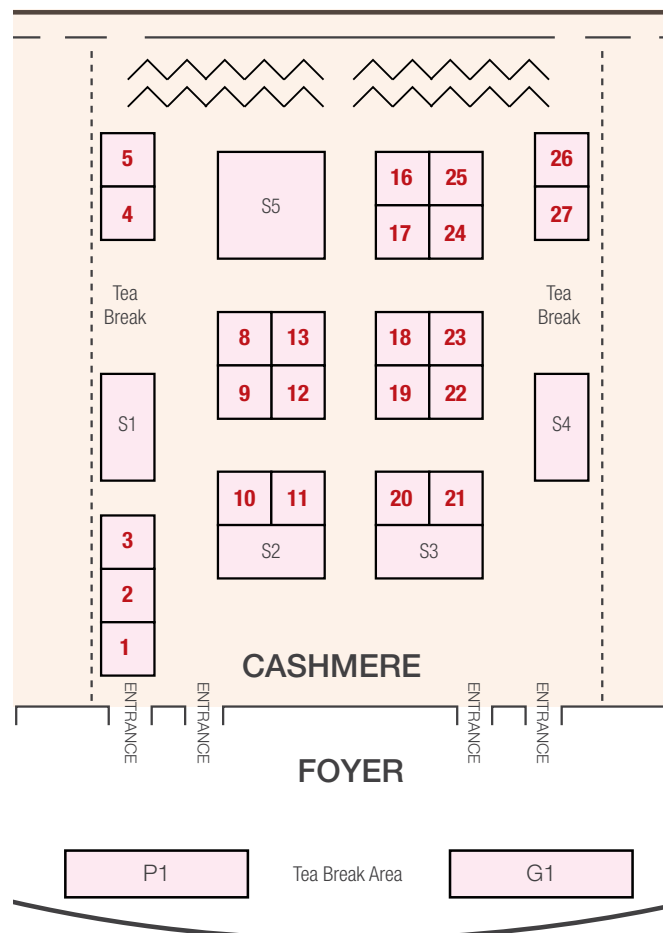 5
16
25
26
4
S5
17
24
27
Tea
Break
Tea
Break
8
13
18
23
9
12
19
22
S1
S4
10
11
20
21
3
S2
S3
2
1
CASHMERE
ENTRANCE
ENTRANCE
ENTRANCE
ENTRANCE
FOYER
P1
Tea Break Area
G1